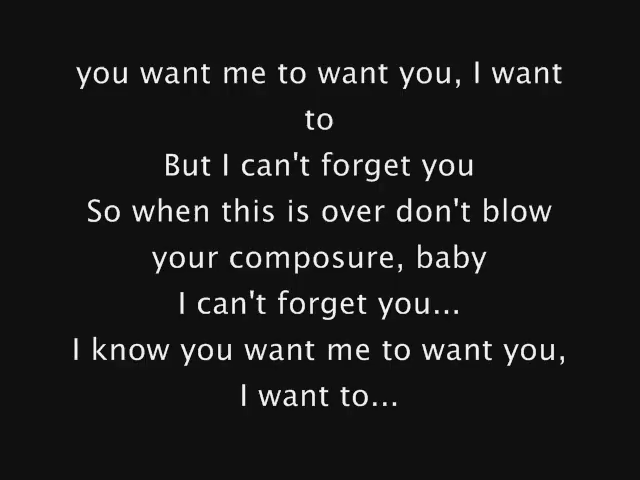 you want me to want you, I want
to
But I can't forget you
So when this is over don't blow
your composure, baby
I can't forget you...
I know you want me to want you,
I want to...